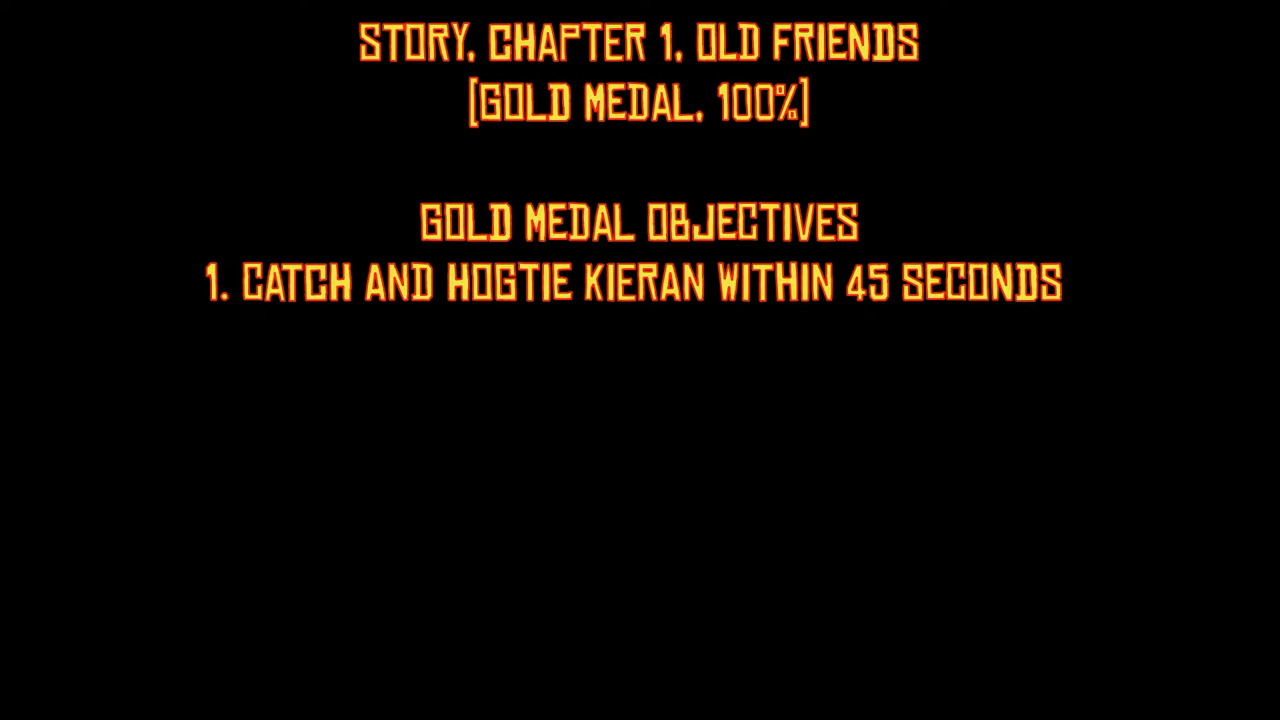 STORY, CHAPTER 1, OLD FRIENDS
[GOLD MEDAL, 100%]
GOLD MEDAL OBJECTIVES
1. CATCH AND HOGTIE KIERAN WITHIN 45 SECONDS